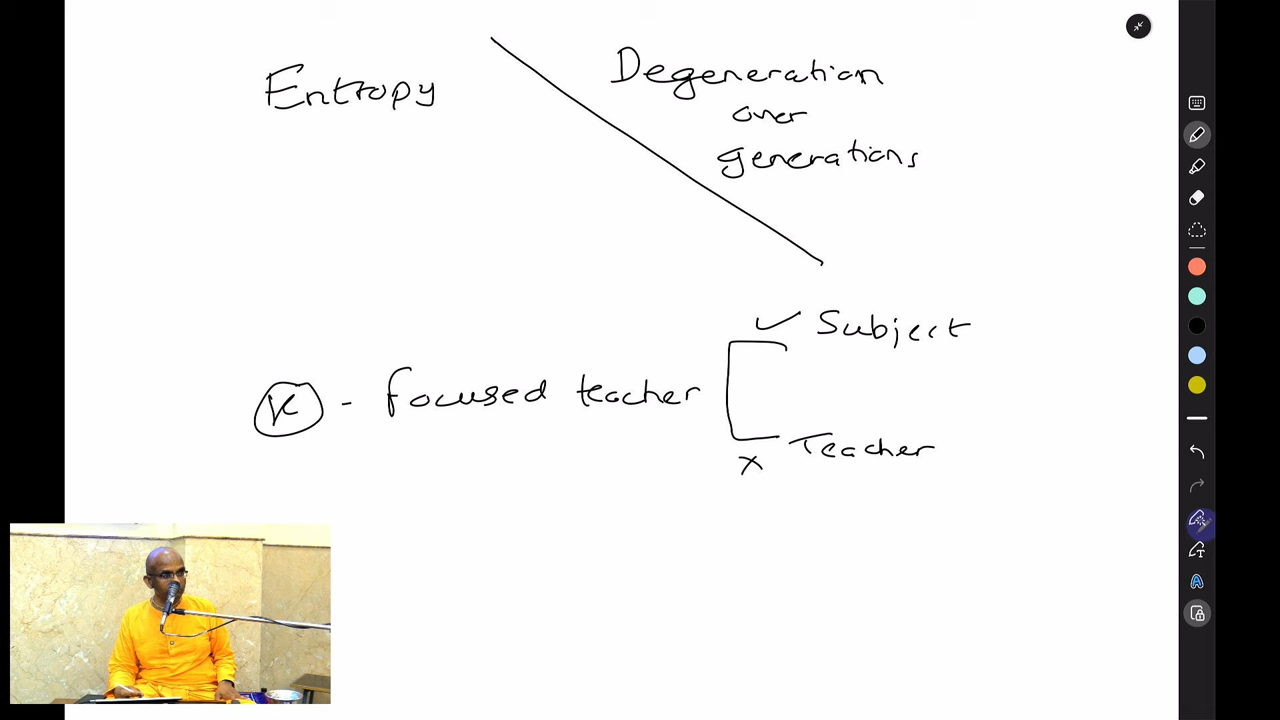 Entropy
Degeneration
over
generations
✓ Subject
K - focused teacher
x Teacher